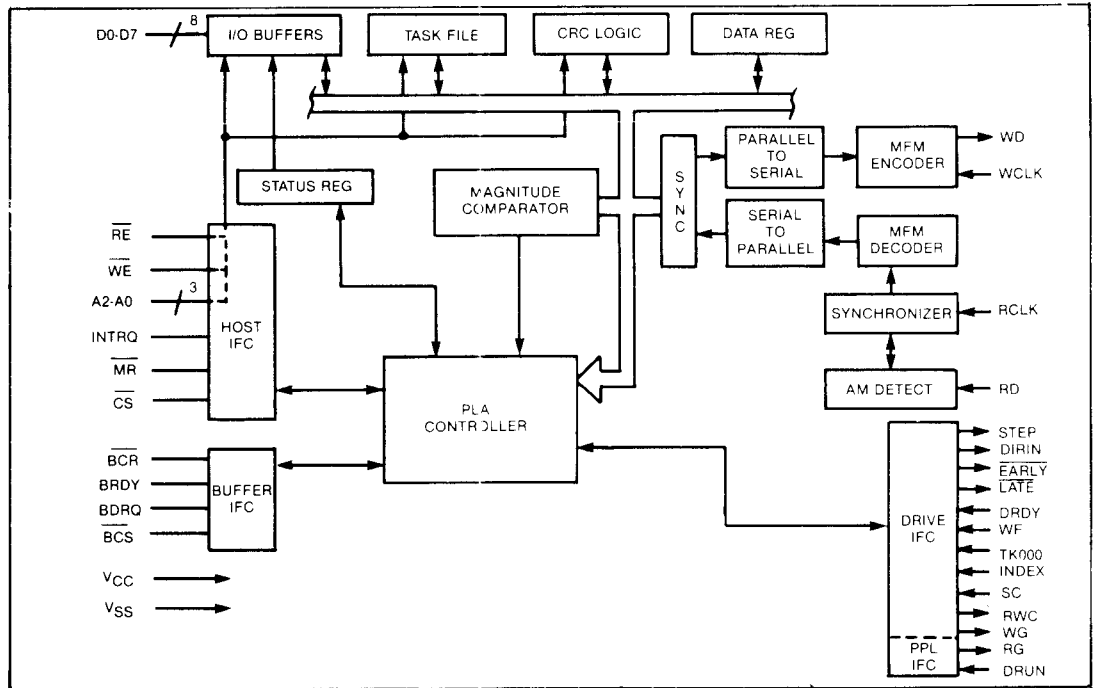 D0-D7
8
I/O BUFFERS
TASK FILE
CRC LOGIC
DATA REG
STATUS REG
MAGNITUDE
COMPARATOR
SYNC
PARALLEL
TO
SERIAL
MFM
ENCODER
WD
WCLK
SERIAL
TO
PARALLEL
MFM
DECODER
SYNCHRONIZER
RCLK
AM DETECT
RD
RE
WE
A2-A0
3
INTRQ
MR
CS
HOST
IFC
PLA
CONTROLLER
BCR
BRDY
BDRQ
BCS
BUFFER
IFC
VCC
VSS
DRIVE
IFC
PPL
IFC
STEP
DIRIN
EARLY
LATE
DRDY
WF
TK000
INDEX
SC
RWC
WG
RG
DRUN